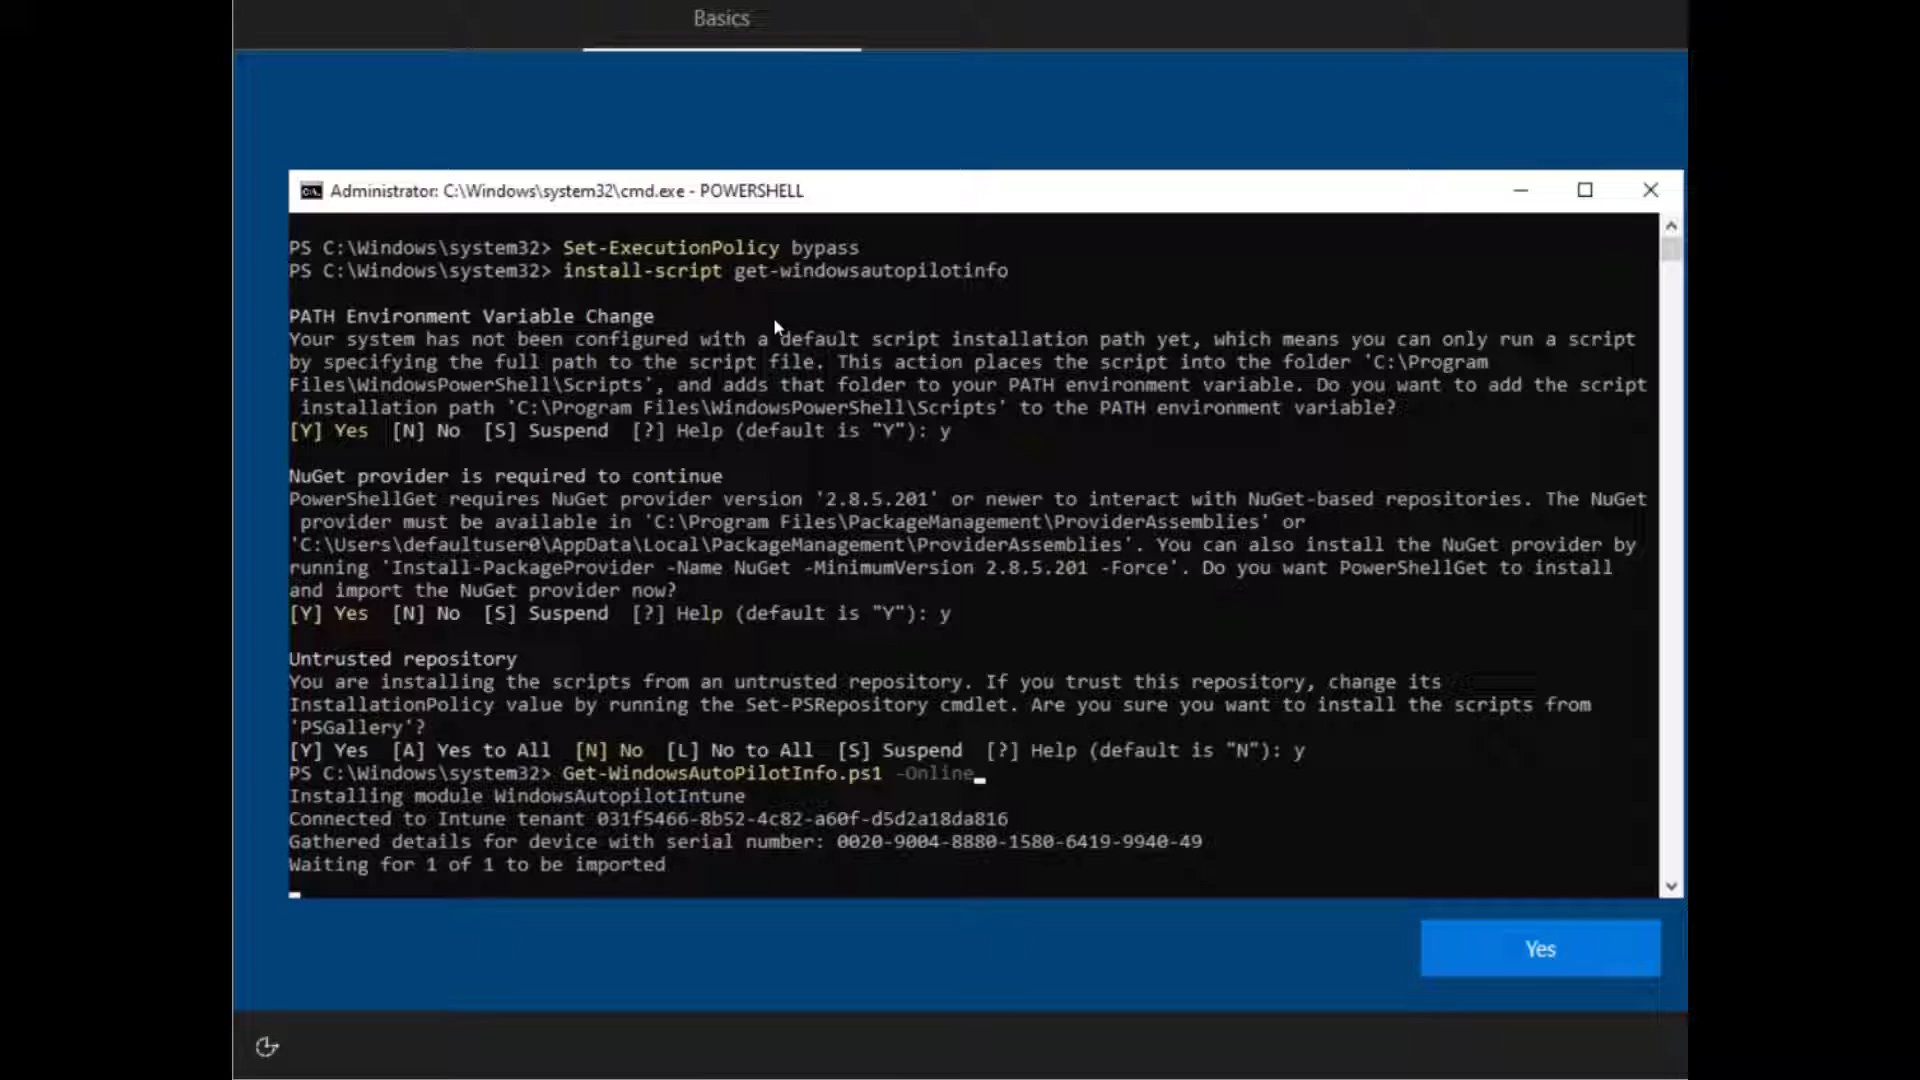 Basics
Administrator: C:\Windows\system32\cmd.exe - POWERSHELL
PS C:\Windows\system32> Set-ExecutionPolicy bypass
PS C:\Windows\system32> install-script get-windowsautopilotinfo
PATH Environment Variable Change
Your system has not been configured with a default script installation path yet, which means you can only run a script
by specifying the full path to the script file. This action places the script into the folder 'C:\Program
Files\WindowsPowerShell\Scripts', and adds that folder to your PATH environment variable. Do you want to add the script
installation path 'C:\Program Files\WindowsPowerShell\Scripts' to the PATH environment variable?
[Y] Yes  [N] No  [S] Suspend  [?] Help (default is "Y"): y
NuGet provider is required to continue
PowerShellGet requires NuGet provider version '2.8.5.201' or newer to interact with NuGet-based repositories. The NuGet
provider must be available in 'C:\Program Files\PackageManagement\ProviderAssemblies' or
'C:\Users\defaultuser0\AppData\Local\PackageManagement\ProviderAssemblies'. You can also install the NuGet provider by
running 'Install-PackageProvider -Name NuGet -MinimumVersion 2.8.5.201 -Force'. Do you want PowerShellGet to install
and import the NuGet provider now?
[Y] Yes  [N] No  [S] Suspend  [?] Help (default is "Y"): y
Untrusted repository
You are installing the scripts from an untrusted repository. If you trust this repository, change its
InstallationPolicy value by running the Set-PSRepository cmdlet. Are you sure you want to install the scripts from
'PSGallery'?
[Y] Yes  [A] Yes to All  [N] No  [L] No to All  [S] Suspend  [?] Help (default is "N"): y
PS C:\Windows\system32> Get-WindowsAutoPilotInfo.ps1 -Online
Installing module WindowsAutopilotIntune
Connected to Intune tenant 031f5466-8b52-4c82-a60f-d5d2a18da816
Gathered details for device with serial number: 0020-9004-8880-1580-6419-9940-49
Waiting for 1 of 1 to be imported
Yes